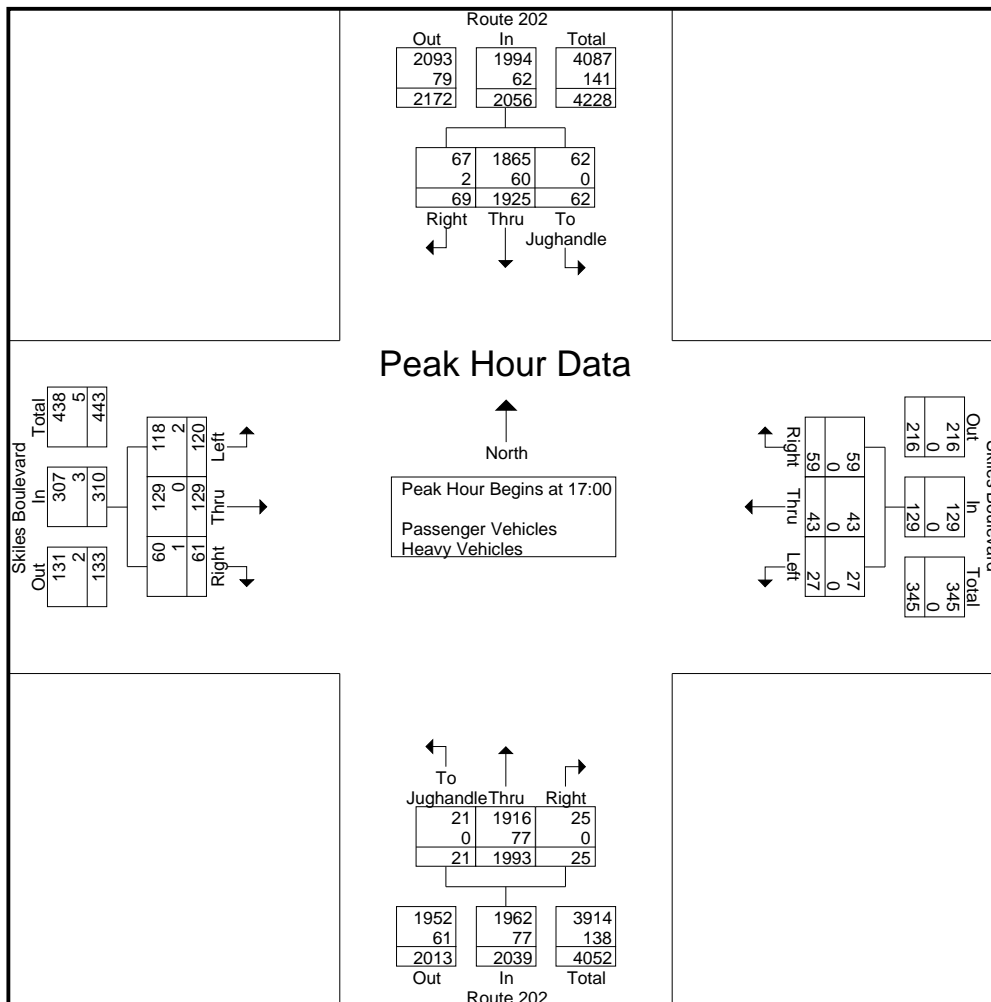 Route 202
Out In Total
2093 1994 4087
79 62 141
2172 2056 4228
67 1865 62
2 60 0
69 1925 62
Right Thru To
Jughandle
Peak Hour Data
North
Peak Hour Begins at 17:00
Passenger Vehicles
Heavy Vehicles
Skiles Boulevard
Out In Total
131 307 438
2 3 5
133 310 443
118 129 60
2 0 1
120 129 61
Left Thru Right
Right Thru Left
59 43 27
0 0 0
59 43 27
Out In Total
216 129 345
0 0 0
216 129 345
Skiles Boulevard
To
Jughandle Thru Right
21 1916 25
0 77 0
21 1993 25
1952 1962 3914
61 77 138
2013 2039 4052
Out In Total
Route 202